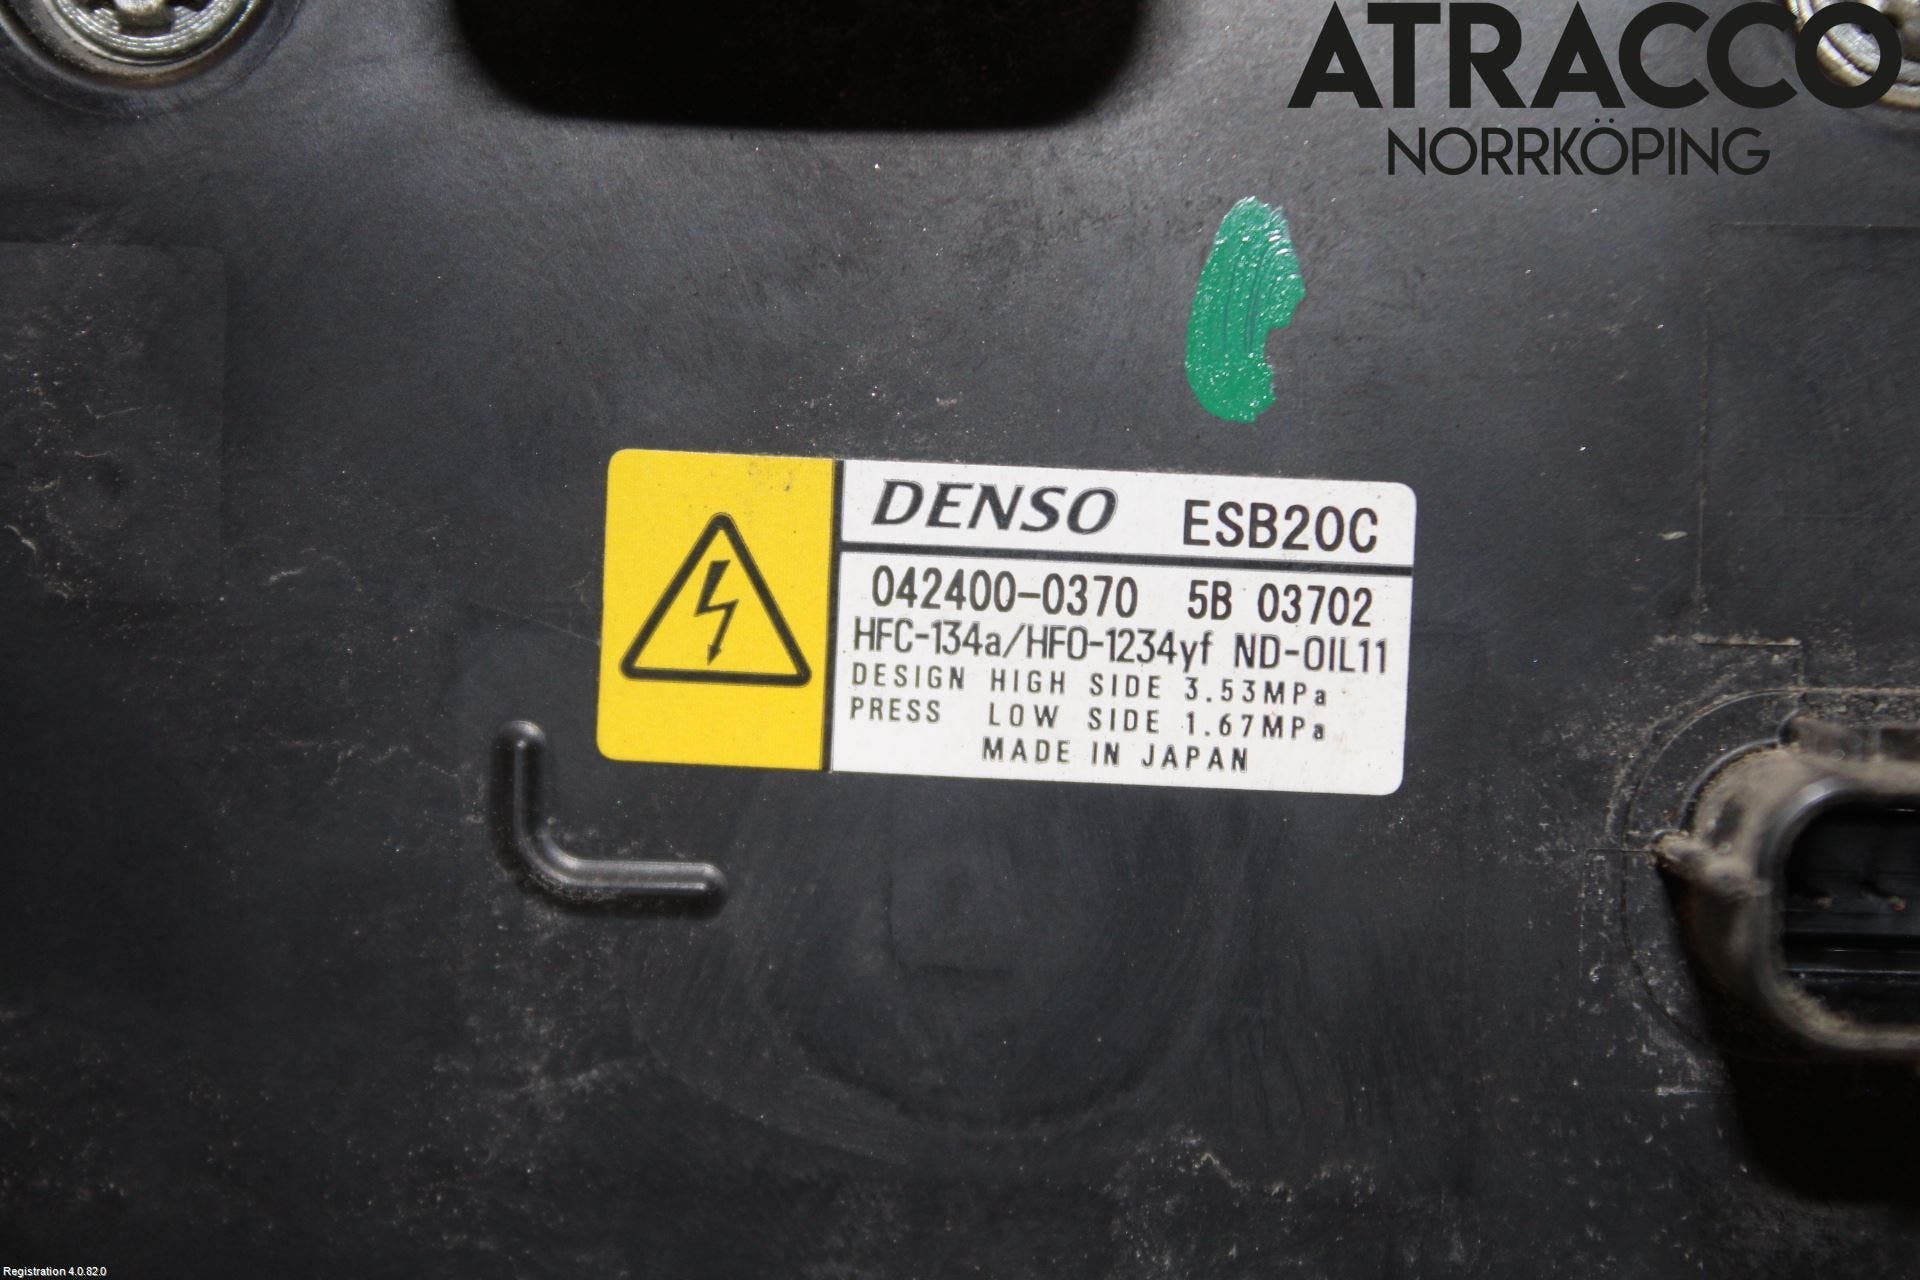 ATRACCO
NORRKÖPING
DENSO ESB20C
042400-0370 5B 03702
HFC-134a/HFO-1234yf ND-OIL11
DESIGN HIGH SIDE 3.53MPa
PRESS LOW SIDE 1.67MPa
MADE IN JAPAN
Registration 4.0.82.0